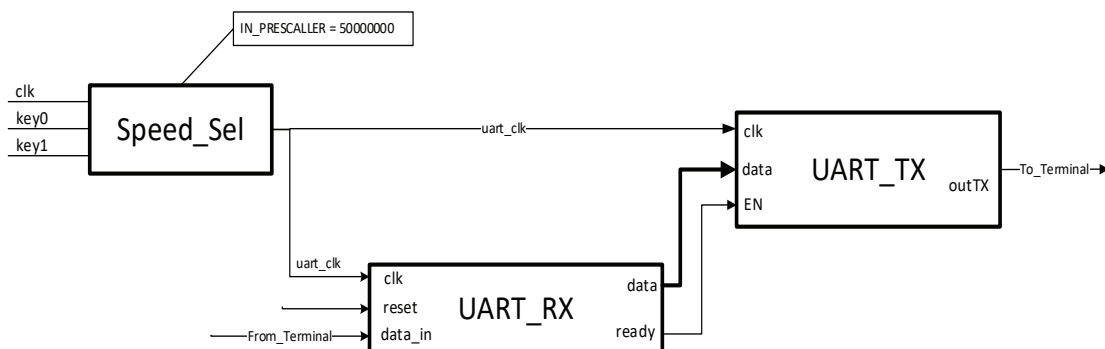 IN_PRESCALLER = 50000000
clk
key0
key1
Speed_Sel
uart_clk
clk
data
EN
UART_TX
outTX
To_Terminal
uart_clk
clk
reset
From_Terminal
data_in
UART_RX
data
ready